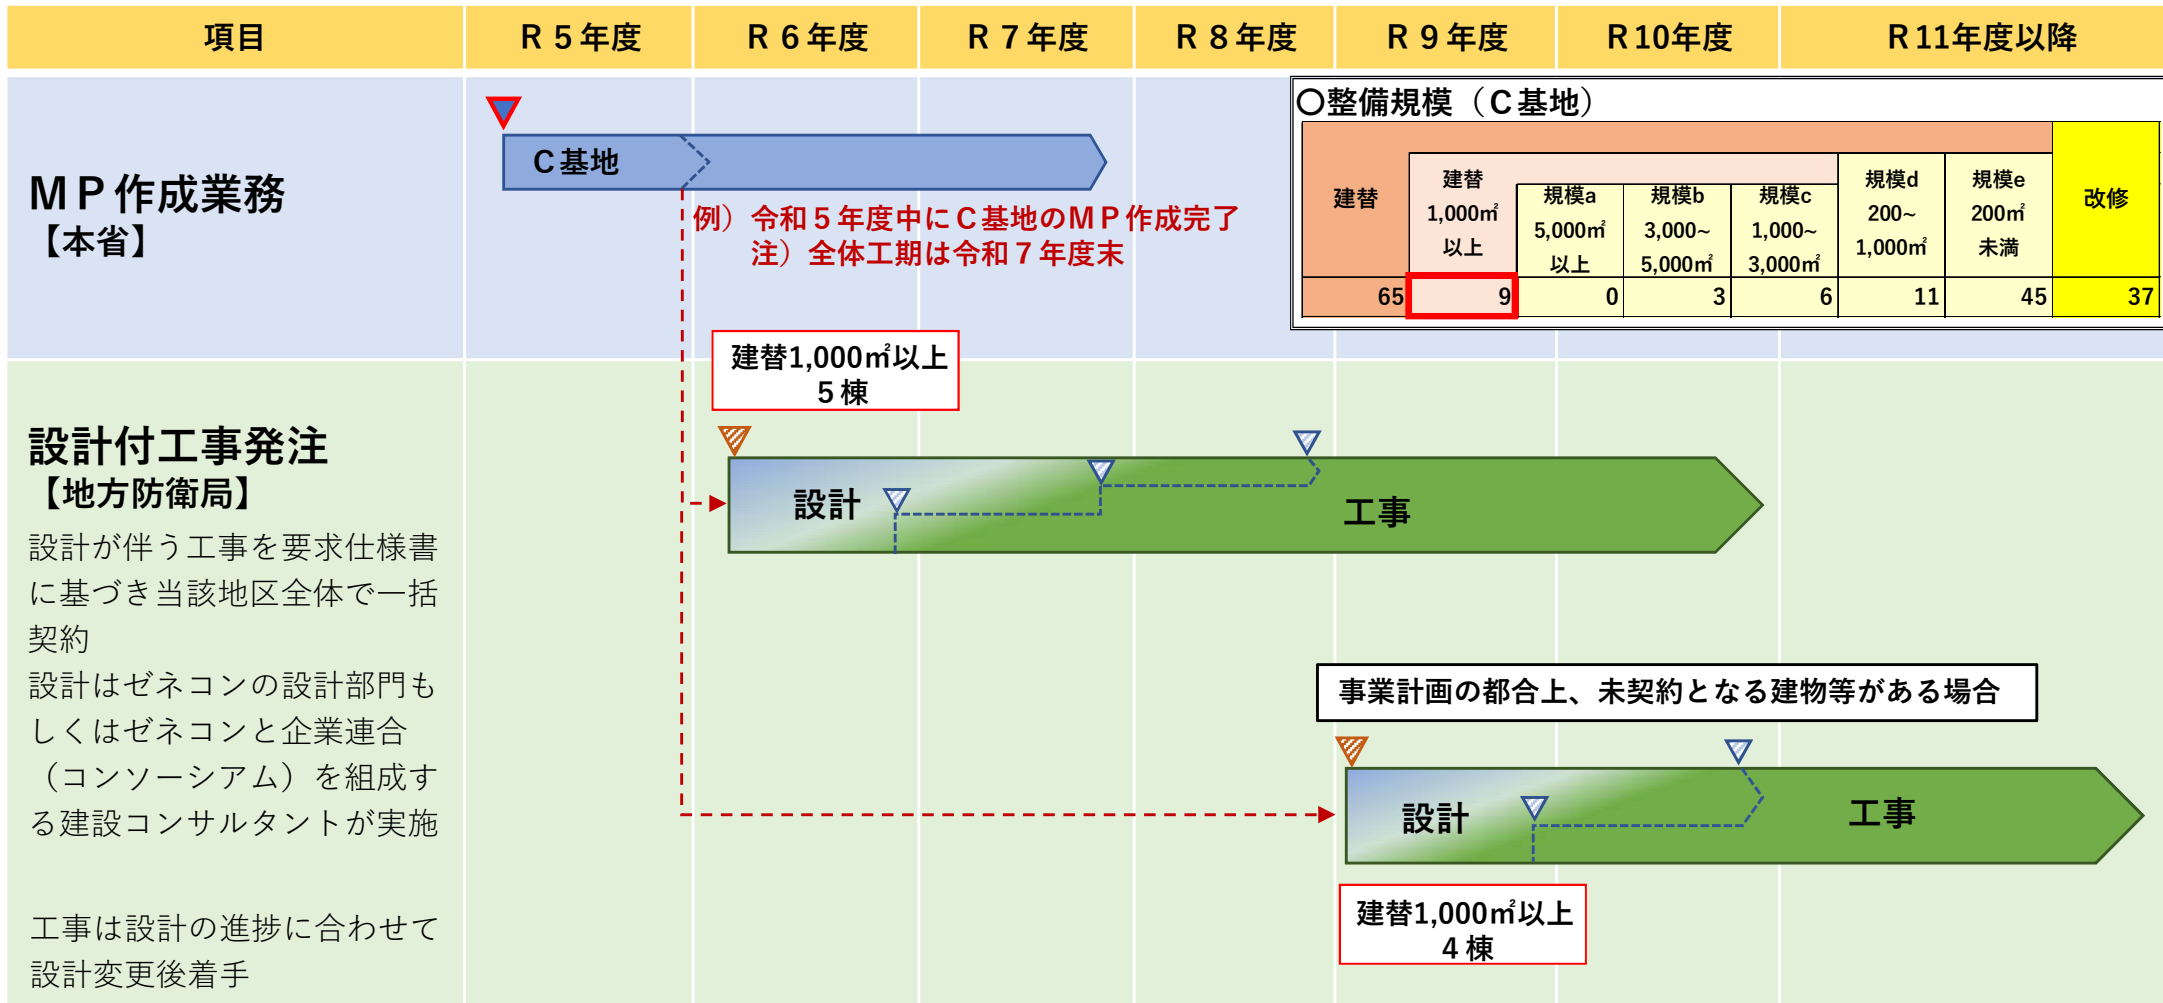 項目
Ｒ５年度
Ｒ６年度
Ｒ７年度
Ｒ８年度
Ｒ９年度
Ｒ10年度
Ｒ11年度以降
ＭＰ作成業務
【本省】
Ｃ基地
例）令和５年度中にＣ基地のＭＰ作成完了
注）全体工期は令和７年度末
〇整備規模（Ｃ基地）
建替
建替
1,000㎡
以上
規模a
5,000㎡
以上
規模b
3,000~
5,000㎡
規模c
1,000~
3,000㎡
規模d
200~
1,000㎡
規模e
200㎡
未満
改修
65
9
0
3
6
11
45
37
設計付工事発注
【地方防衛局】
設計が伴う工事を要求仕様書
に基づき当該地区全体で一括
契約
設計はゼネコンの設計部門も
しくはゼネコンと企業連合
（コンソーシアム）を組成す
る建設コンサルタントが実施
工事は設計の進捗に合わせて
設計変更後着手
建替1,000㎡以上
５棟
設計
工事
事業計画の都合上、未契約となる建物等がある場合
設計
工事
建替1,000㎡以上
４棟